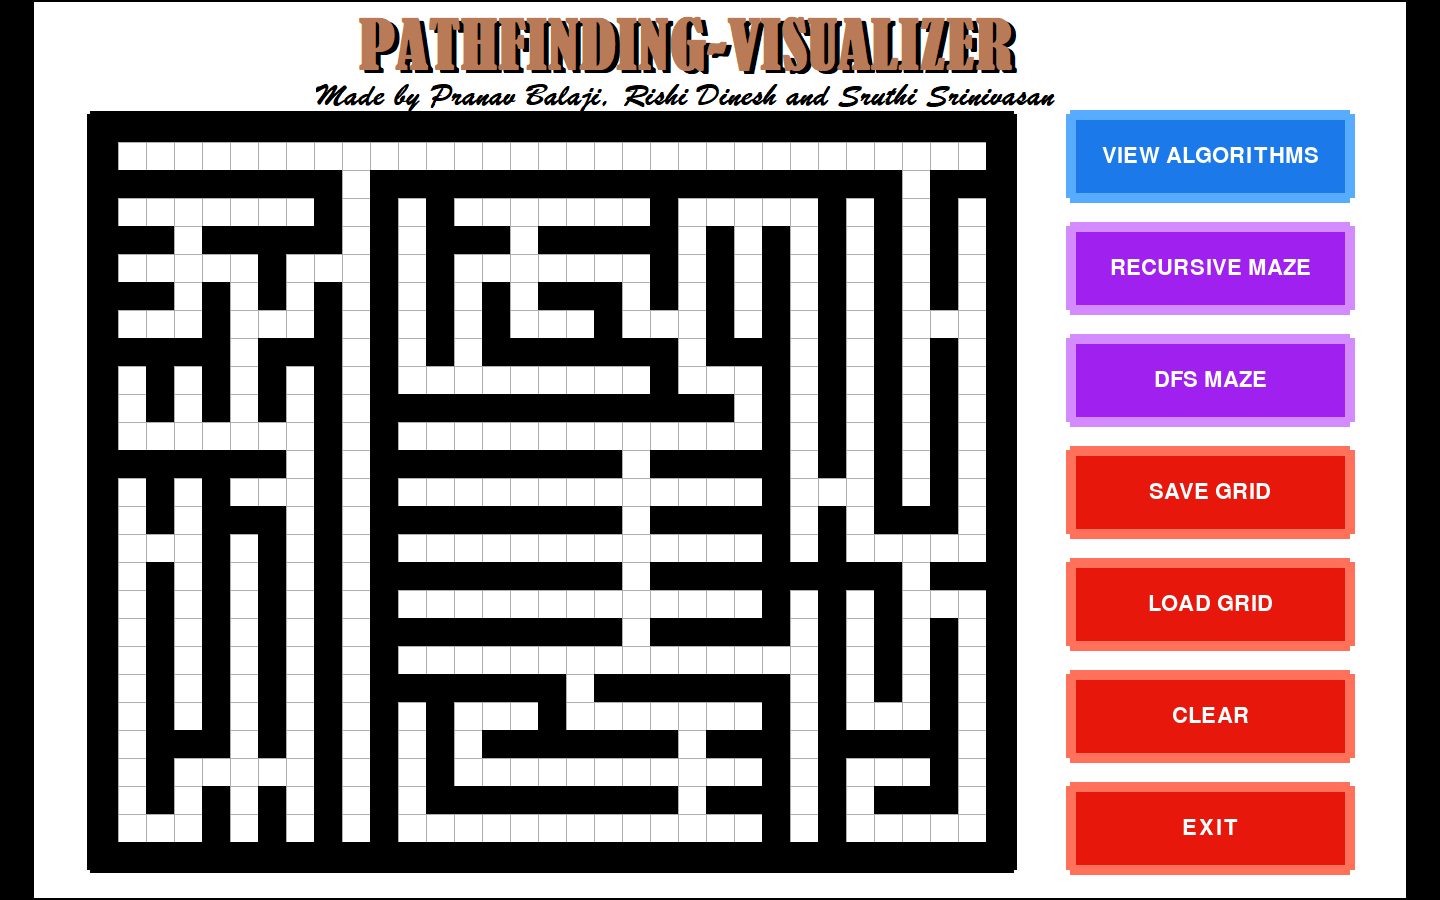 PATHFINDING-VISUALIZER
Made by Pranav Balaji, Rishi Dinesh and Sruthi Srinivasan
VIEW ALGORITHMS
RECURSIVE MAZE
DFS MAZE
SAVE GRID
LOAD GRID
CLEAR
EXIT